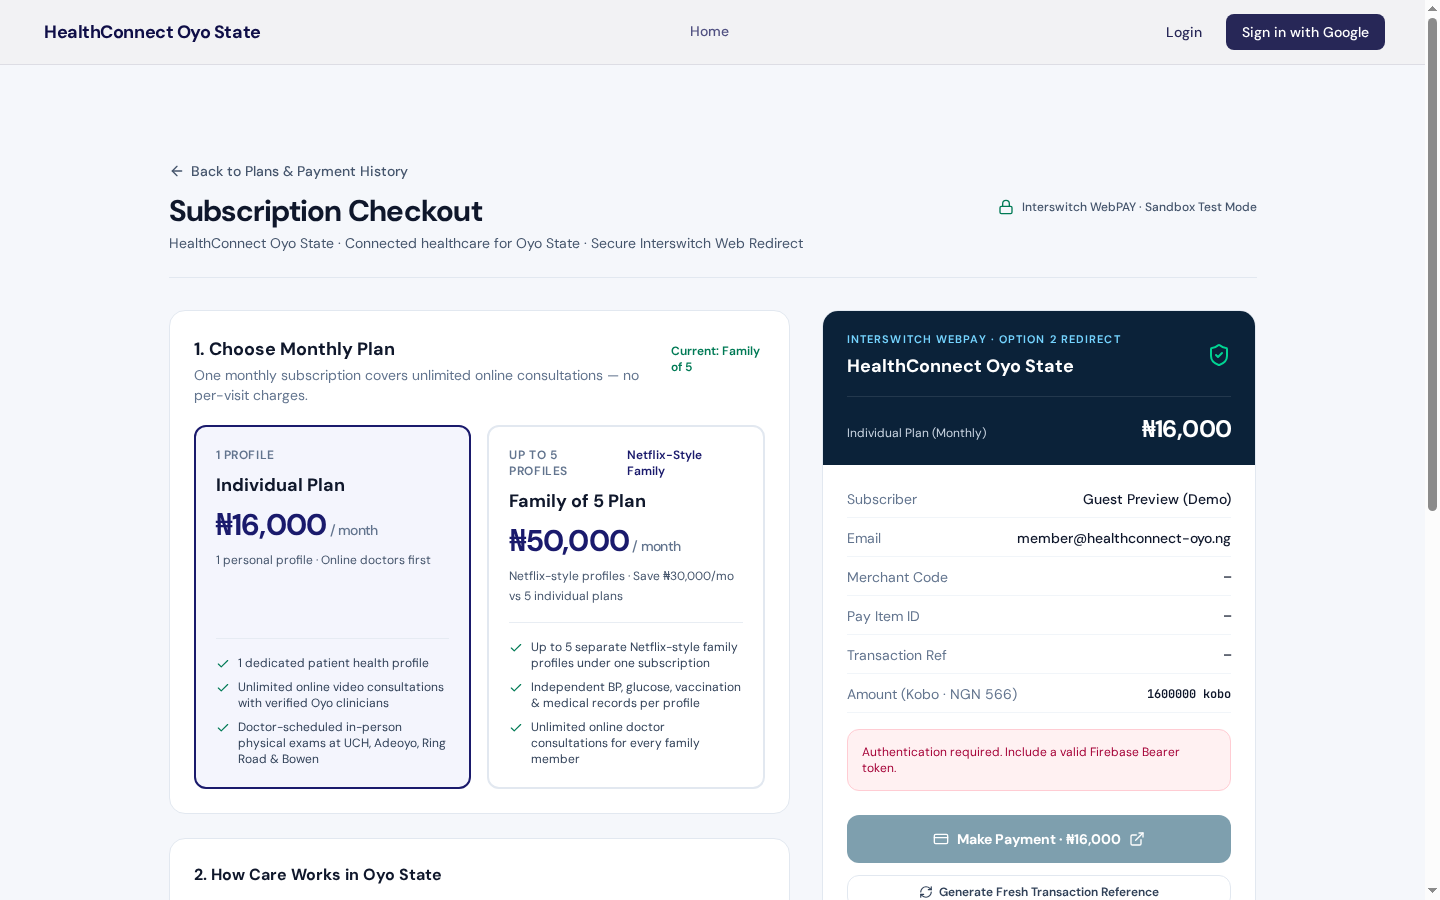 HealthConnect Oyo State
Home
Login
Sign in with Google
Back to Plans & Payment History
Subscription Checkout
Interswitch WebPAY · Sandbox Test Mode
HealthConnect Oyo State · Connected healthcare for Oyo State · Secure Interswitch Web Redirect
1. Choose Monthly Plan
Current: Family
of 5
One monthly subscription covers unlimited online consultations — no
per-visit charges.
1 PROFILE
Individual Plan
₦16,000 / month
1 personal profile · Online doctors first
1 dedicated patient health profile
Unlimited online video consultations
with verified Oyo clinicians
Doctor-scheduled in-person
physical exams at UCH, Adeoyo, Ring
Road & Bowen
UP TO 5
PROFILES
Netflix-Style
Family
Family of 5 Plan
₦50,000 / month
Netflix-style profiles · Save ₦30,000/mo
vs 5 individual plans
Up to 5 separate Netflix-style family
profiles under one subscription
Independent BP, glucose, vaccination
& medical records per profile
Unlimited online doctor
consultations for every family
member
2. How Care Works in Oyo State
INTERSWITCH WEBPAY · OPTION 2 REDIRECT
HealthConnect Oyo State
Individual Plan (Monthly)
₦16,000
Subscriber
Guest Preview (Demo)
Email
member@healthconnect-oyo.ng
Merchant Code
–
Pay Item ID
–
Transaction Ref
–
Amount (Kobo · NGN 566)
1600000 kobo
Authentication required. Include a valid Firebase Bearer
token.
Make Payment · ₦16,000
Generate Fresh Transaction Reference